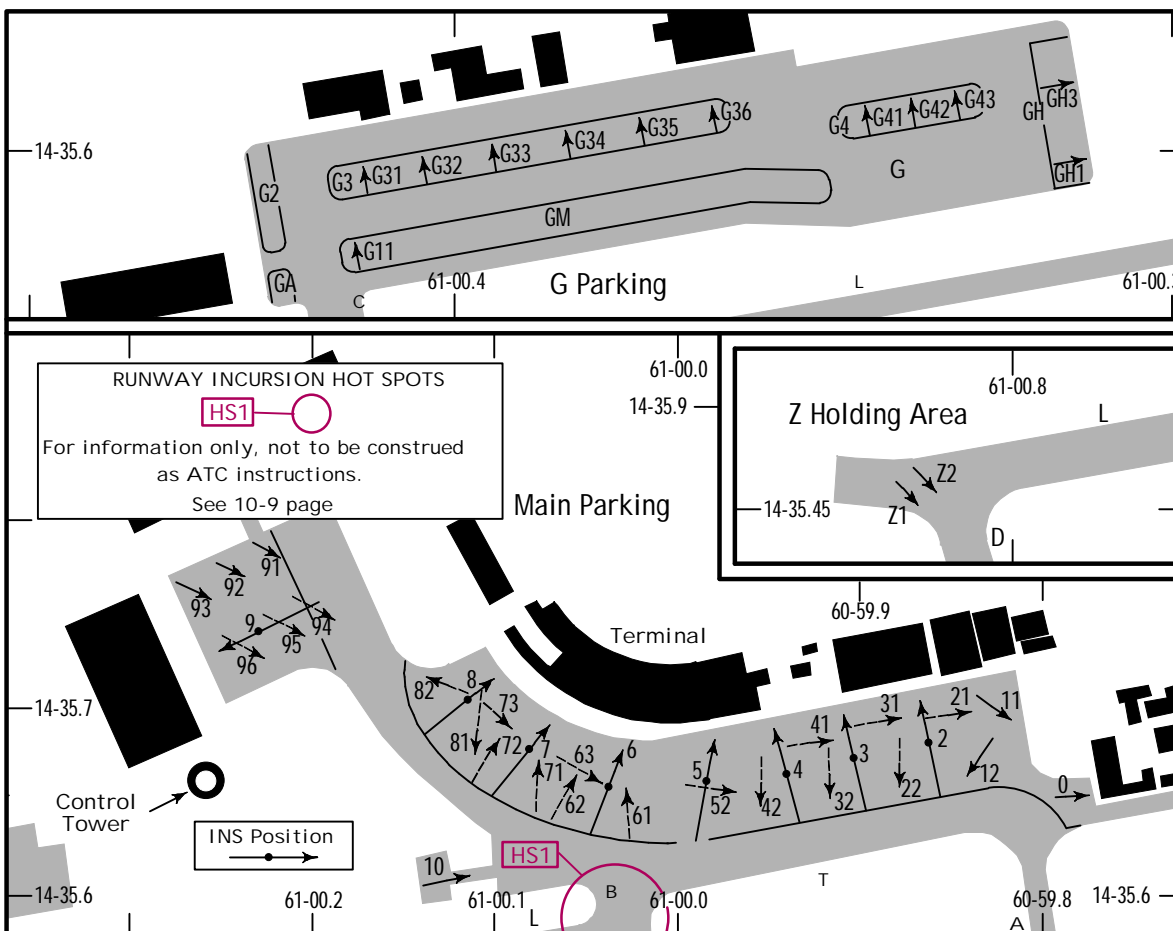 G36
G43
G42
G35
G41
GH3
G34
G4
GH
G33
14-35.6
G32
G
G3
G31
GH1
G2
GM
G11
GA
61-00.4
G Parking
L
61-00.3
C
RUNWAY INCURSION HOT SPOTS
HS1
For information only, not to be construed
as ATC instructions.
See 10-9 page
61-00.0
14-35.9
Main Parking
61-00.8
Z Holding Area
L
Z2
14-35.45
Z1
D
91
92
93
94
9
95
96
60-59.9
Terminal
14-35.7
82
8
73
81
72
7
63
6
71
62
61
5
52
41
4
42
31
3
32
21
2
22
11
12
0
Control
Tower
INS Position
HS1
10
B
T
14-35.6
61-00.2
61-00.1
L
61-00.0
60-59.8
14-35.6
A